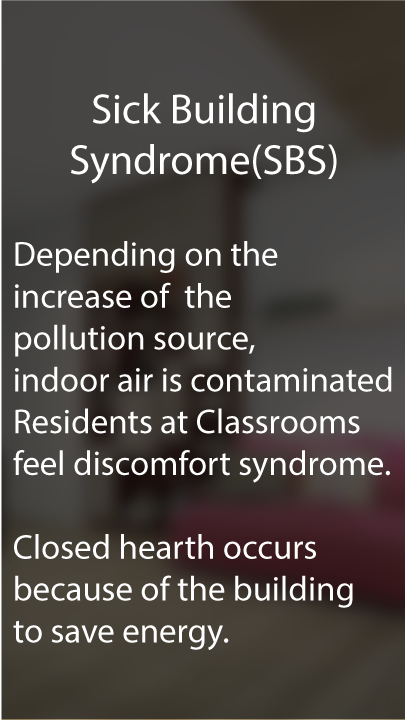 Sick Building
Syndrome(SBS)
Depending on the
increase of  the
pollution source,
indoor air is contaminated
Residents at Classrooms
feel discomfort syndrome.
Closed hearth occurs
because of the building
to save energy.